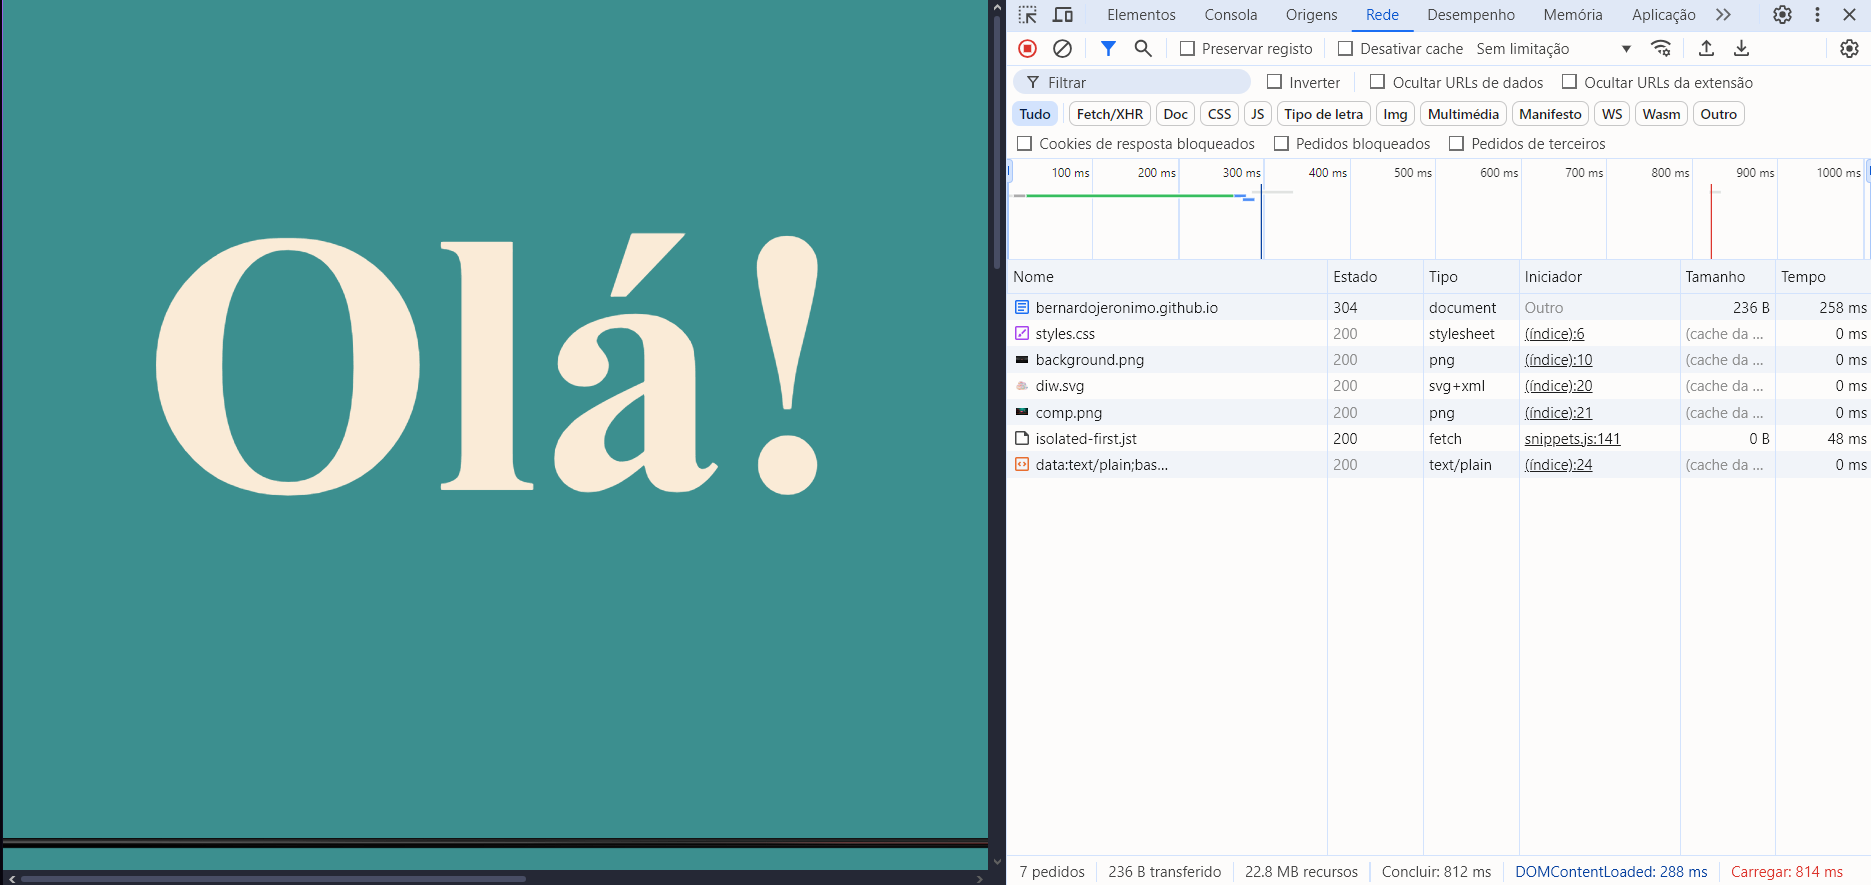 Olá!
Elementos Consola Origens Rede Desempenho Memória Aplicação
Preservar registo Desativar cache Sem limitação
Filtrar Inverter Ocultar URLs de dados Ocultar URLs da extensão
Tudo Fetch/XHR Doc CSS JS Tipo de letra Img Multimédia Manifesto WS Wasm Outro
Cookies de resposta bloqueados Pedidos bloqueados Pedidos de terceiros
100 ms 200 ms 300 ms 400 ms 500 ms 600 ms 700 ms 800 ms 900 ms 1000 ms
Nome Estado Tipo Iniciador Tamanho Tempo
bernardojeronimo.github.io 304 document Outro 236 B 258 ms
styles.css 200 stylesheet (índice):6 (cache da ... 0 ms
background.png 200 png (índice):10 (cache da ... 0 ms
diw.svg 200 svg+xml (índice):20 (cache da ... 0 ms
comp.png 200 png (índice):21 (cache da ... 0 ms
isolated-first.jst 200 fetch snippets.js:141 0 B 48 ms
data:text/plain;bas... 200 text/plain (índice):24 (cache da ... 0 ms
7 pedidos 236 B transferido 22.8 MB recursos Concluir: 812 ms DOMContentLoaded: 288 ms Carregar: 814 ms